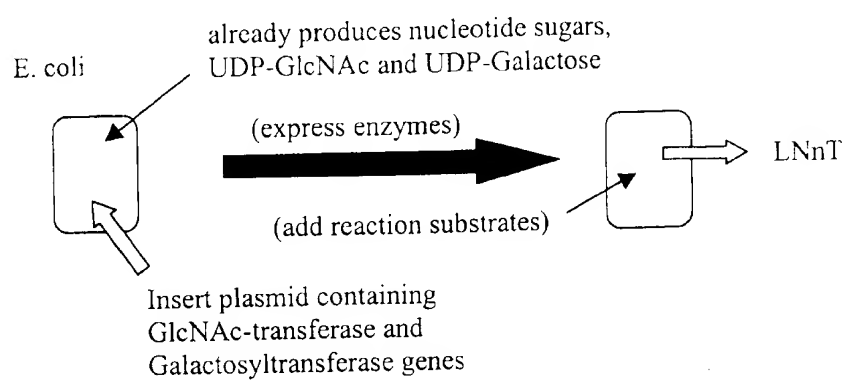 already produces nucleotide sugars,
E. coli
UDP-GlcNAc and UDP-Galactose
(express enzymes)
LNnT
(add reaction substrates)
Insert plasmid containing
GlcNAc-transferase and
Galactosyltransferase genes